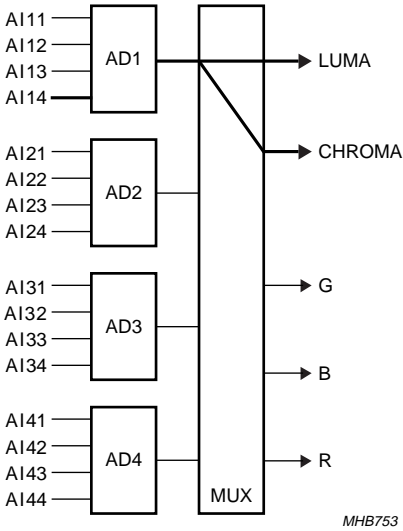 AI11
AI12
AI13
AI14
AD1
LUMA
CHROMA
AI21
AI22
AI23
AI24
AD2
AI31
AI32
AI33
AI34
AD3
G
B
AI41
AI42
AI43
AI44
AD4
R
MUX
MHB753